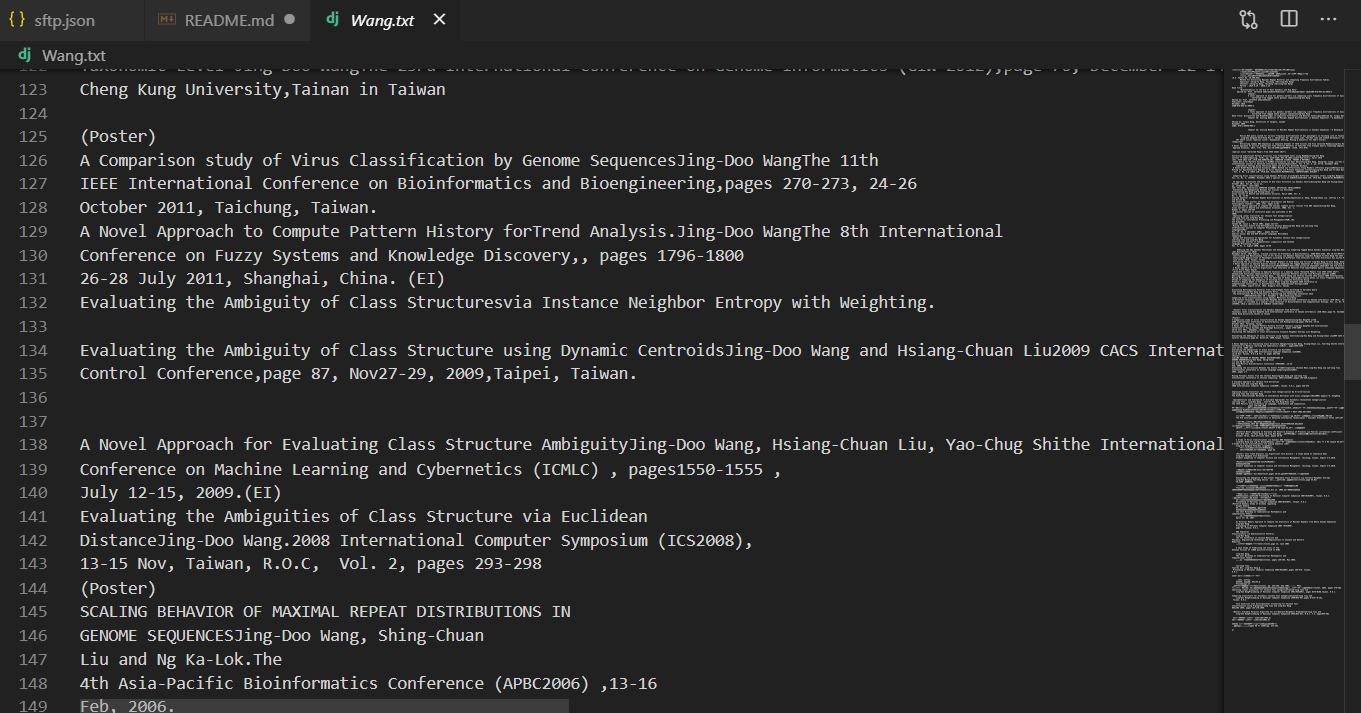 {} sftp.json
M↓ README.md ●
dj Wang.txt ×
dj Wang.txt
123 Cheng Kung University,Tainan in Taiwan
124
125 (Poster)
126 A Comparison study of Virus Classification by Genome SequencesJing-Doo WangThe 11th
127 IEEE International Conference on Bioinformatics and Bioengineering,pages 270-273, 24-26
128 October 2011, Taichung, Taiwan.
129 A Novel Approach to Compute Pattern History forTrend Analysis.Jing-Doo WangThe 8th International
130 Conference on Fuzzy Systems and Knowledge Discovery,, pages 1796-1800
131 26-28 July 2011, Shanghai, China. (EI)
132 Evaluating the Ambiguity of Class Structuresvia Instance Neighbor Entropy with Weighting.
133
134 Evaluating the Ambiguity of Class Structure using Dynamic CentroidsJing-Doo Wang and Hsiang-Chuan Liu2009 CACS Internat
135 Control Conference,page 87, Nov27-29, 2009,Taipei, Taiwan.
136
137
138 A Novel Approach for Evaluating Class Structure AmbiguityJing-Doo Wang, Hsiang-Chuan Liu, Yao-Chug Shithe International
139 Conference on Machine Learning and Cybernetics (ICMLC) , pages1550-1555 ,
140 July 12-15, 2009.(EI)
141 Evaluating the Ambiguities of Class Structure via Euclidean
142 DistanceJing-Doo Wang.2008 International Computer Symposium (ICS2008),
143 13-15 Nov, Taiwan, R.O.C,  Vol. 2, pages 293-298
144 (Poster)
145 SCALING BEHAVIOR OF MAXIMAL REPEAT DISTRIBUTIONS IN
146 GENOME SEQUENCESJing-Doo Wang, Shing-Chuan
147 Liu and Ng Ka-Lok.The
148 4th Asia-Pacific Bioinformatics Conference (APBC2006) ,13-16
149 Feb, 2006.